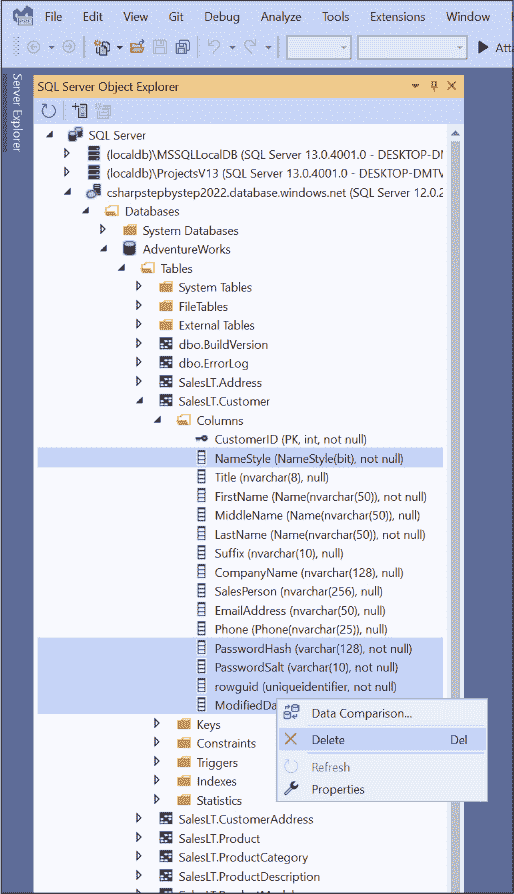 File Edit View Git Debug Analyze Tools Extensions Window
Server Explorer
SQL Server Object Explorer
SQL Server
(localdb)\MSSQLLocalDB (SQL Server 13.0.4001.0 - DESKTOP-DM
(localdb)\ProjectsV13 (SQL Server 13.0.4001.0 - DESKTOP-DMTV
csharpstepbystep2022.database.windows.net (SQL Server 12.0.2
Databases
System Databases
AdventureWorks
Tables
System Tables
FileTables
External Tables
dbo.BuildVersion
dbo.ErrorLog
SalesLT.Address
SalesLT.Customer
Columns
CustomerID (PK, int, not null)
NameStyle (NameStyle(bit), not null)
Title (nvarchar(8), null)
FirstName (Name(nvarchar(50)), not null)
MiddleName (Name(nvarchar(50)), null)
LastName (Name(nvarchar(50)), not null)
Suffix (nvarchar(10), null)
CompanyName (nvarchar(128), null)
SalesPerson (nvarchar(256), null)
EmailAddress (nvarchar(50), null)
Phone (Phone(nvarchar(25)), null)
PasswordHash (varchar(128), not null)
PasswordSalt (varchar(10), not null)
rowguid (uniqueidentifier, not null)
ModifiedDa
Data Comparison...
Delete Del
Refresh
Properties
Keys
Constraints
Triggers
Indexes
Statistics
SalesLT.CustomerAddress
SalesLT.Product
SalesLT.ProductCategory
SalesLT.ProductDescription